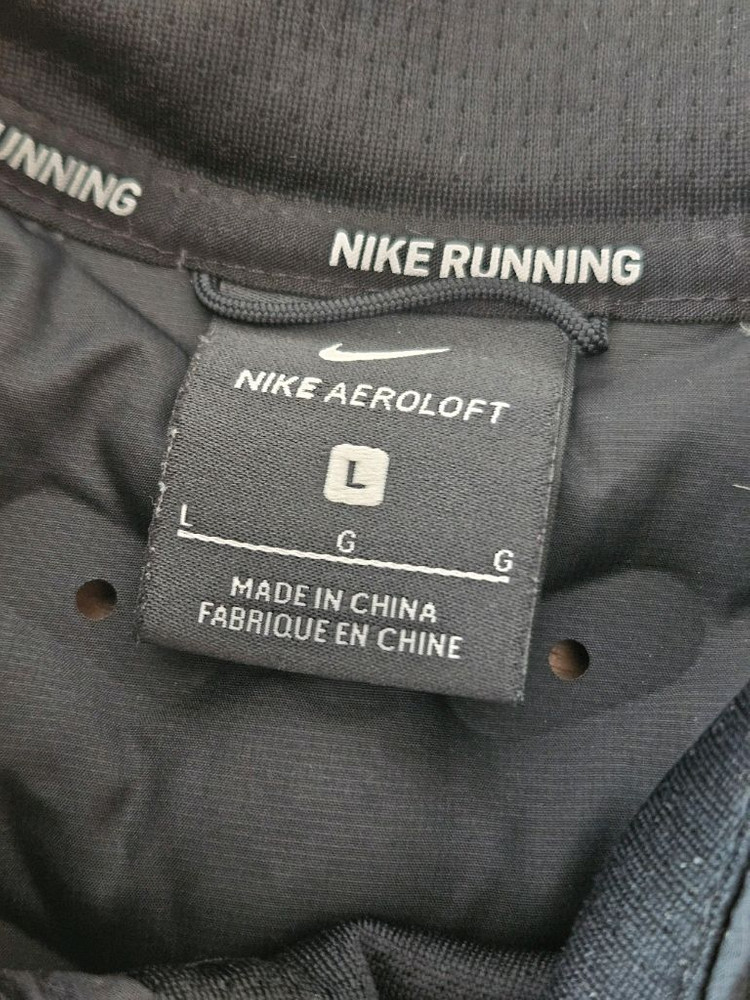 UNNING
NIKE RUNNING
NIKE AEROLOFT
L
L G G
MADE IN CHINA
FABRIQUE EN CHINE